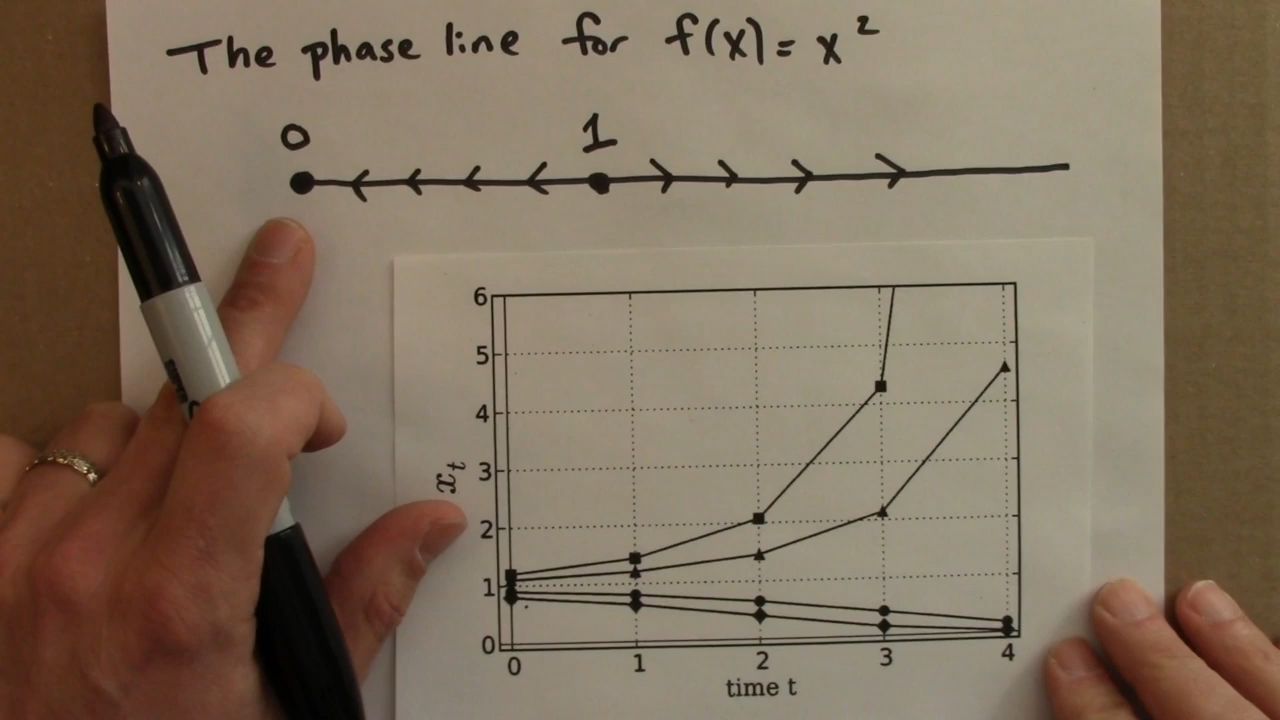 The phase line for f(x) = x²
0 1
6
5
4
3
2
1
0
x_t
0 1 2 3 4
time t